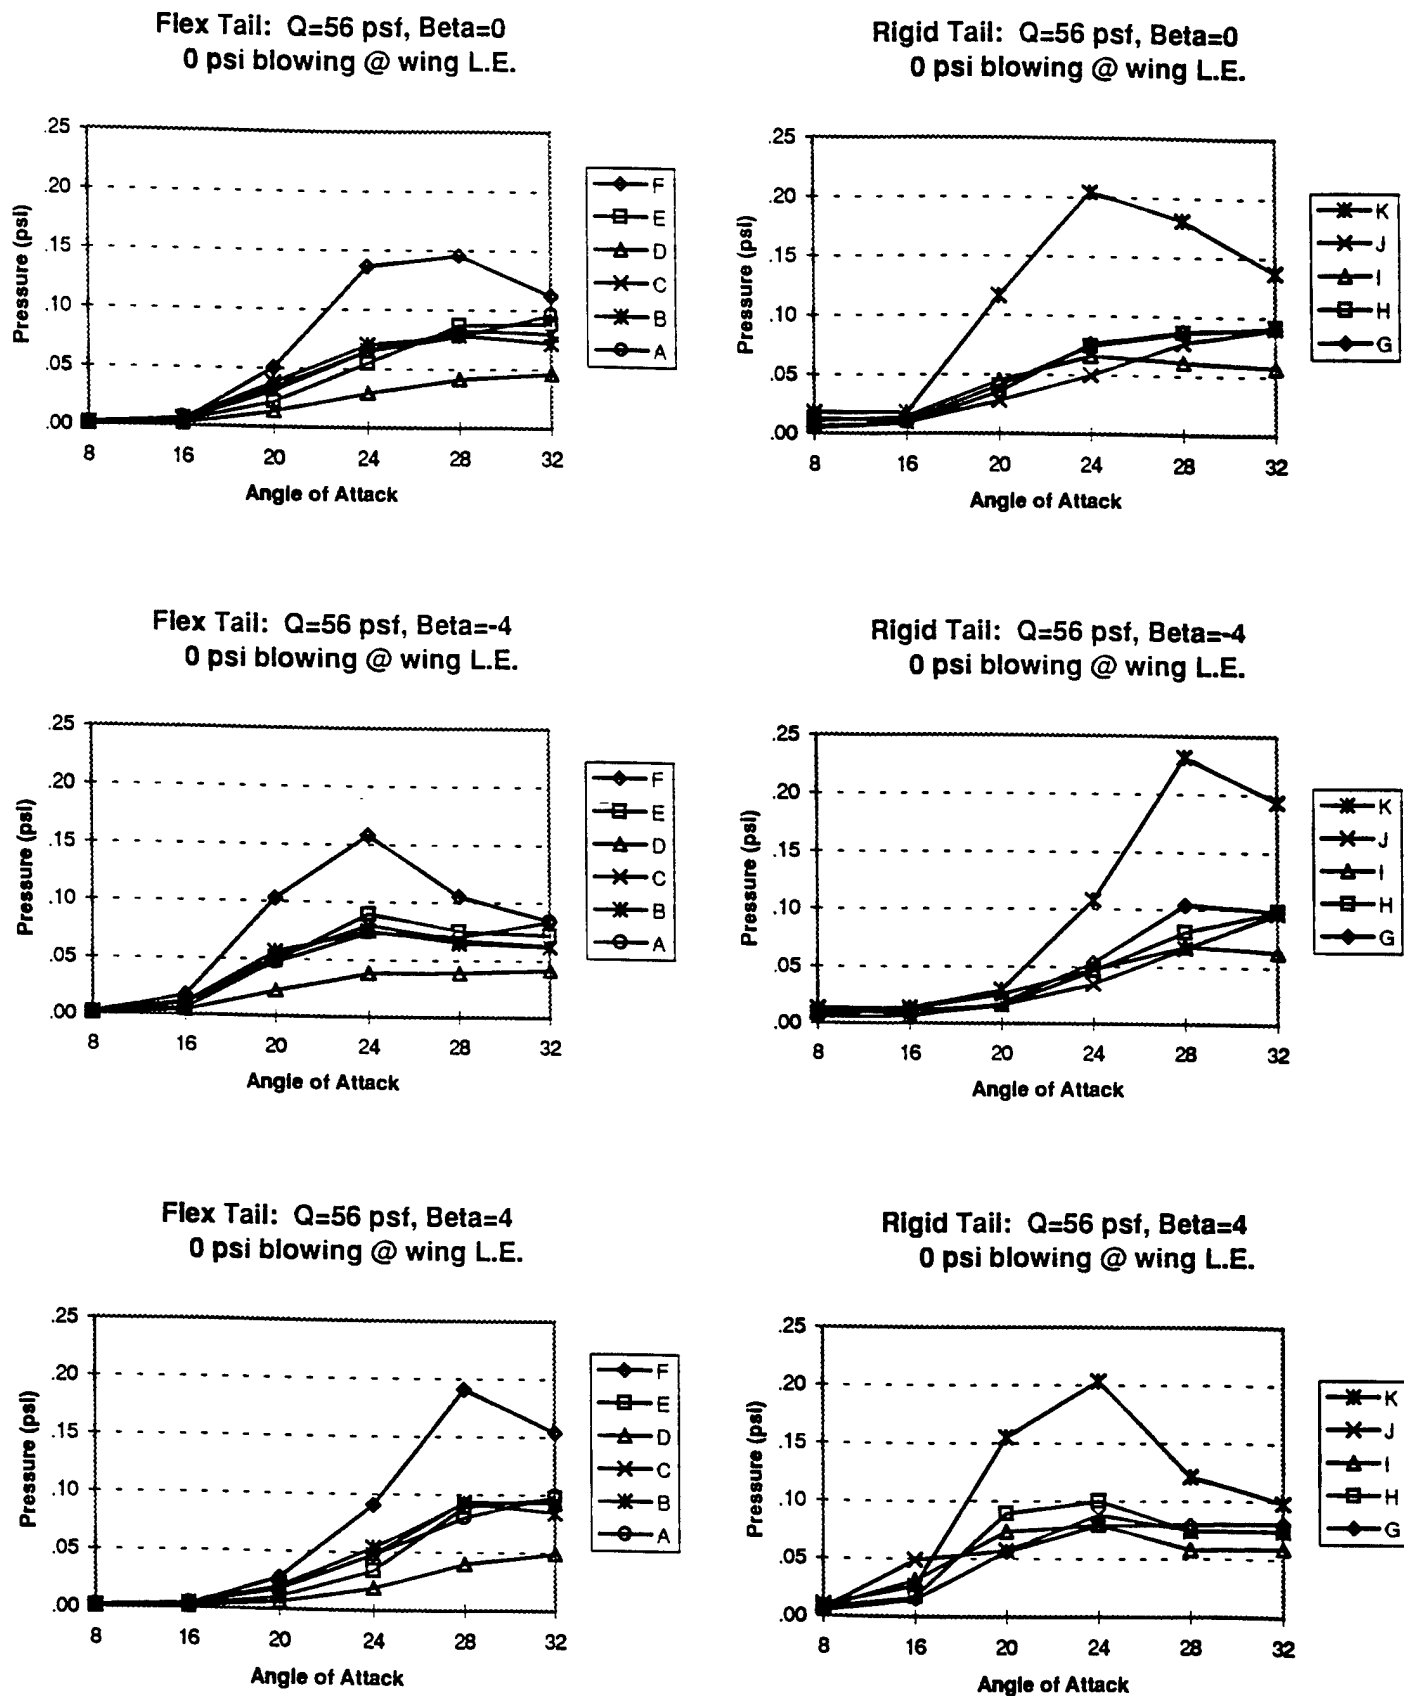 Flex Tail: Q=56 psf, Beta=0
0 psi blowing @ wing L.E.
.25
.20
.15
.10
.05
.00
Pressure (psi)
8 16 20 24 28 32
Angle of Attack
F
E
D
C
B
A
Rigid Tail: Q=56 psf, Beta=0
0 psi blowing @ wing L.E.
.25
.20
.15
.10
.05
.00
Pressure (psi)
8 16 20 24 28 32
Angle of Attack
K
J
I
H
G
Flex Tail: Q=56 psf, Beta=-4
0 psi blowing @ wing L.E.
.25
.20
.15
.10
.05
.00
Pressure (psi)
8 16 20 24 28 32
Angle of Attack
F
E
D
C
B
A
Rigid Tail: Q=56 psf, Beta=-4
0 psi blowing @ wing L.E.
.25
.20
.15
.10
.05
.00
Pressure (psi)
8 16 20 24 28 32
Angle of Attack
K
J
I
H
G
Flex Tail: Q=56 psf, Beta=4
0 psi blowing @ wing L.E.
.25
.20
.15
.10
.05
.00
Pressure (psi)
8 16 20 24 28 32
Angle of Attack
F
E
D
C
B
A
Rigid Tail: Q=56 psf, Beta=4
0 psi blowing @ wing L.E.
.25
.20
.15
.10
.05
.00
Pressure (psi)
8 16 20 24 28 32
Angle of Attack
K
J
I
H
G